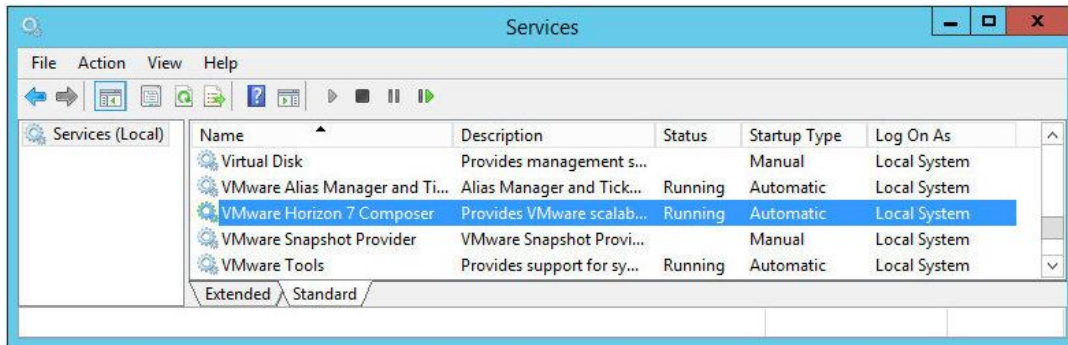 Services
File Action View Help
Services (Local)
Name Description Status Startup Type Log On As
Virtual Disk Provides management s... Manual Local System
VMware Alias Manager and Ti... Alias Manager and Tick... Running Automatic Local System
VMware Horizon 7 Composer Provides VMware scalab... Running Automatic Local System
VMware Snapshot Provider VMware Snapshot Provi... Manual Local System
VMware Tools Provides support for sy... Running Automatic Local System
Extended Standard